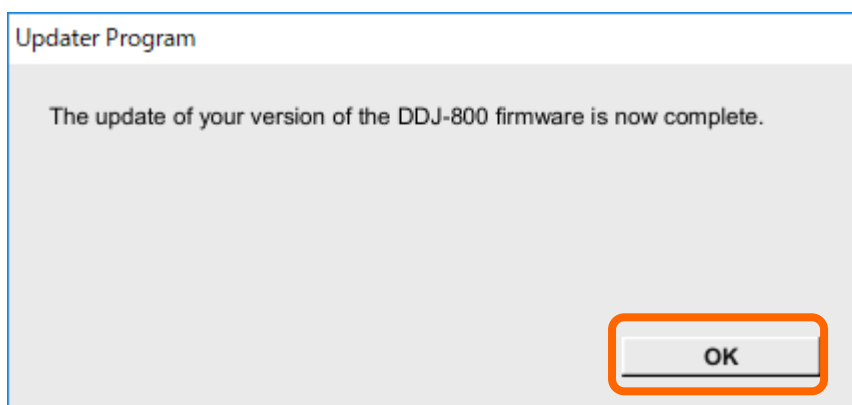 Updater Program
The update of your version of the DDJ-800 firmware is now complete.
OK